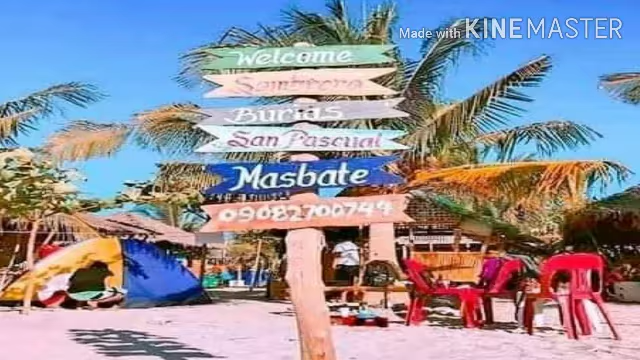 Made with KINEMASTER
Welcome
Sombrero
Burias
San Pascual
Masbate
09082700744